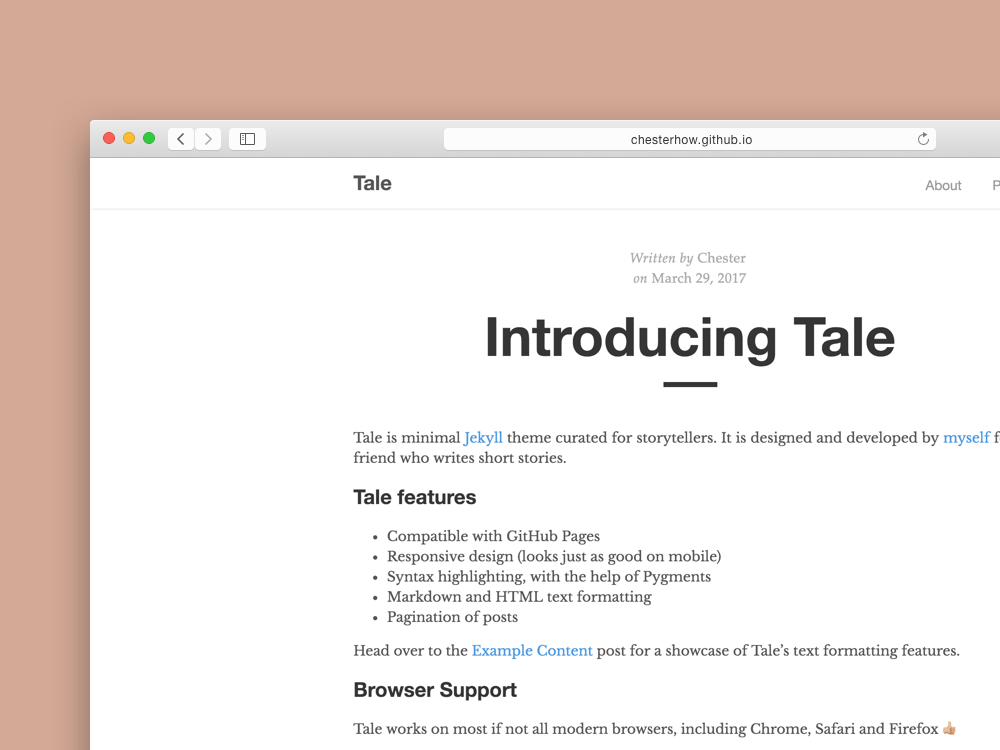 chesterhow.github.io
Tale
About
Written by Chester
on March 29, 2017
Introducing Tale
Tale is minimal Jekyll theme curated for storytellers. It is designed and developed by myself
friend who writes short stories.
Tale features
• Compatible with GitHub Pages
• Responsive design (looks just as good on mobile)
• Syntax highlighting, with the help of Pygments
• Markdown and HTML text formatting
• Pagination of posts
Head over to the Example Content post for a showcase of Tale’s text formatting features.
Browser Support
Tale works on most if not all modern browsers, including Chrome, Safari and Firefox 👍🏼